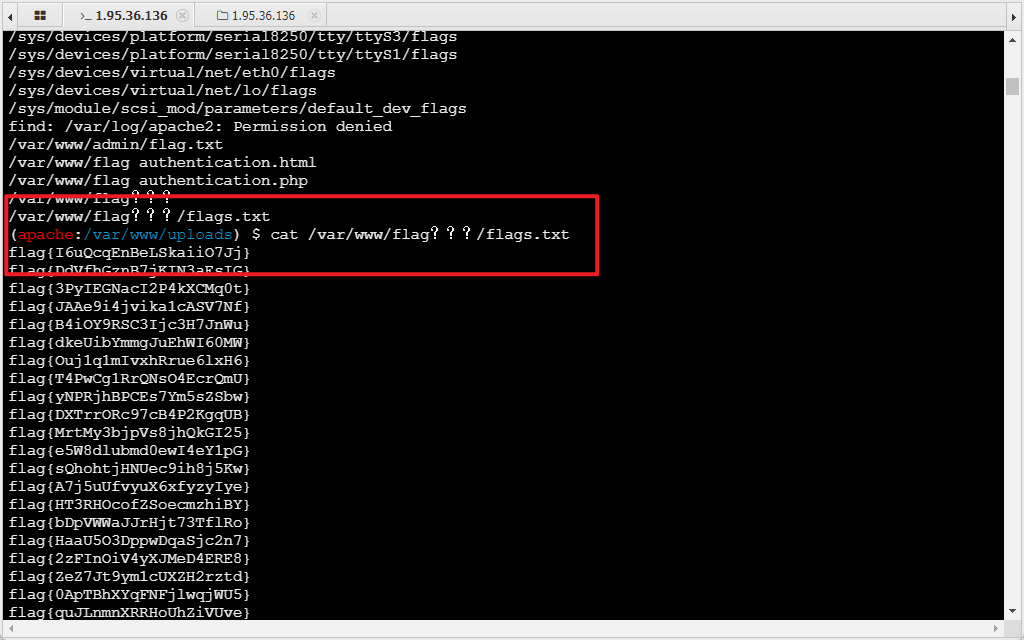 >_ 1.95.36.136
1.95.36.136
/sys/devices/platform/serial8250/tty/ttyS3/flags
/sys/devices/platform/serial8250/tty/ttyS1/flags
/sys/devices/virtual/net/eth0/flags
/sys/devices/virtual/net/lo/flags
/sys/module/scsi_mod/parameters/default_dev_flags
find: /var/log/apache2: Permission denied
/var/www/admin/flag.txt
/var/www/flag authentication.html
/var/www/flag authentication.php
/var/www/flag???
/var/www/flag???/flags.txt
(apache:/var/www/uploads) $ cat /var/www/flag???/flags.txt
flag{I6uQcqEnBeLSkaiiO7Jj}
flag{DdVfhGznB7jKIN3aEsIG}
flag{3PyIEGNacI2P4kXCMq0t}
flag{JAAe9i4jvika1cASV7Nf}
flag{B4iOY9RSC3Ijc3H7JnWu}
flag{dkeUibYmmgJuEhWI60MW}
flag{Ouj1q1mIvxhRrue6lxH6}
flag{T4PwCg1RrQNsO4EcrQmU}
flag{yNPRjhBPCEs7Ym5sZSbw}
flag{DXTrrORc97cB4P2KgqUB}
flag{MrtMy3bjpVs8jhQkGI25}
flag{e5W8dlubmd0ewI4eY1pG}
flag{sQhohtjHNUec9ih8j5Kw}
flag{A7j5uUfvyuX6xfyzyIye}
flag{HT3RHOcofZSoecmzhiBY}
flag{bDpVWWaJJrHjt73TflRo}
flag{HaaU5O3DppwDqaSjc2n7}
flag{2zFInOiV4yXJMeD4ERE8}
flag{ZeZ7Jt9ym1cUXZH2rztd}
flag{0ApTBhXYqFNFjlwqjWU5}
flag{quJLnmnXRRHoUhZiVUve}